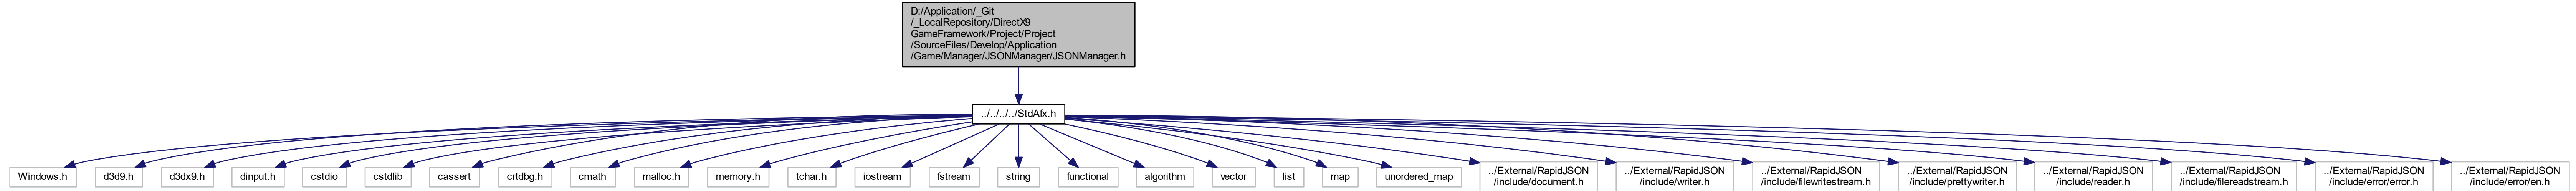 D:/Application/_Git
/_LocalRepository/DirectX9
GameFramework/Project/Project
/SourceFiles/Develop/Application
/Game/Manager/JSONManager/JSONManager.h
../../../../StdAfx.h
Windows.h
d3d9.h
d3dx9.h
dinput.h
cstdio
cstdlib
cassert
crtdbg.h
cmath
malloc.h
memory.h
tchar.h
iostream
fstream
string
functional
algorithm
vector
list
map
unordered_map
../External/RapidJSON
/include/document.h
../External/RapidJSON
/include/writer.h
../External/RapidJSON
/include/filewritestream.h
../External/RapidJSON
/include/prettywriter.h
../External/RapidJSON
/include/reader.h
../External/RapidJSON
/include/filereadstream.h
../External/RapidJSON
/include/error/error.h
../External/RapidJSON
/include/error/en.h